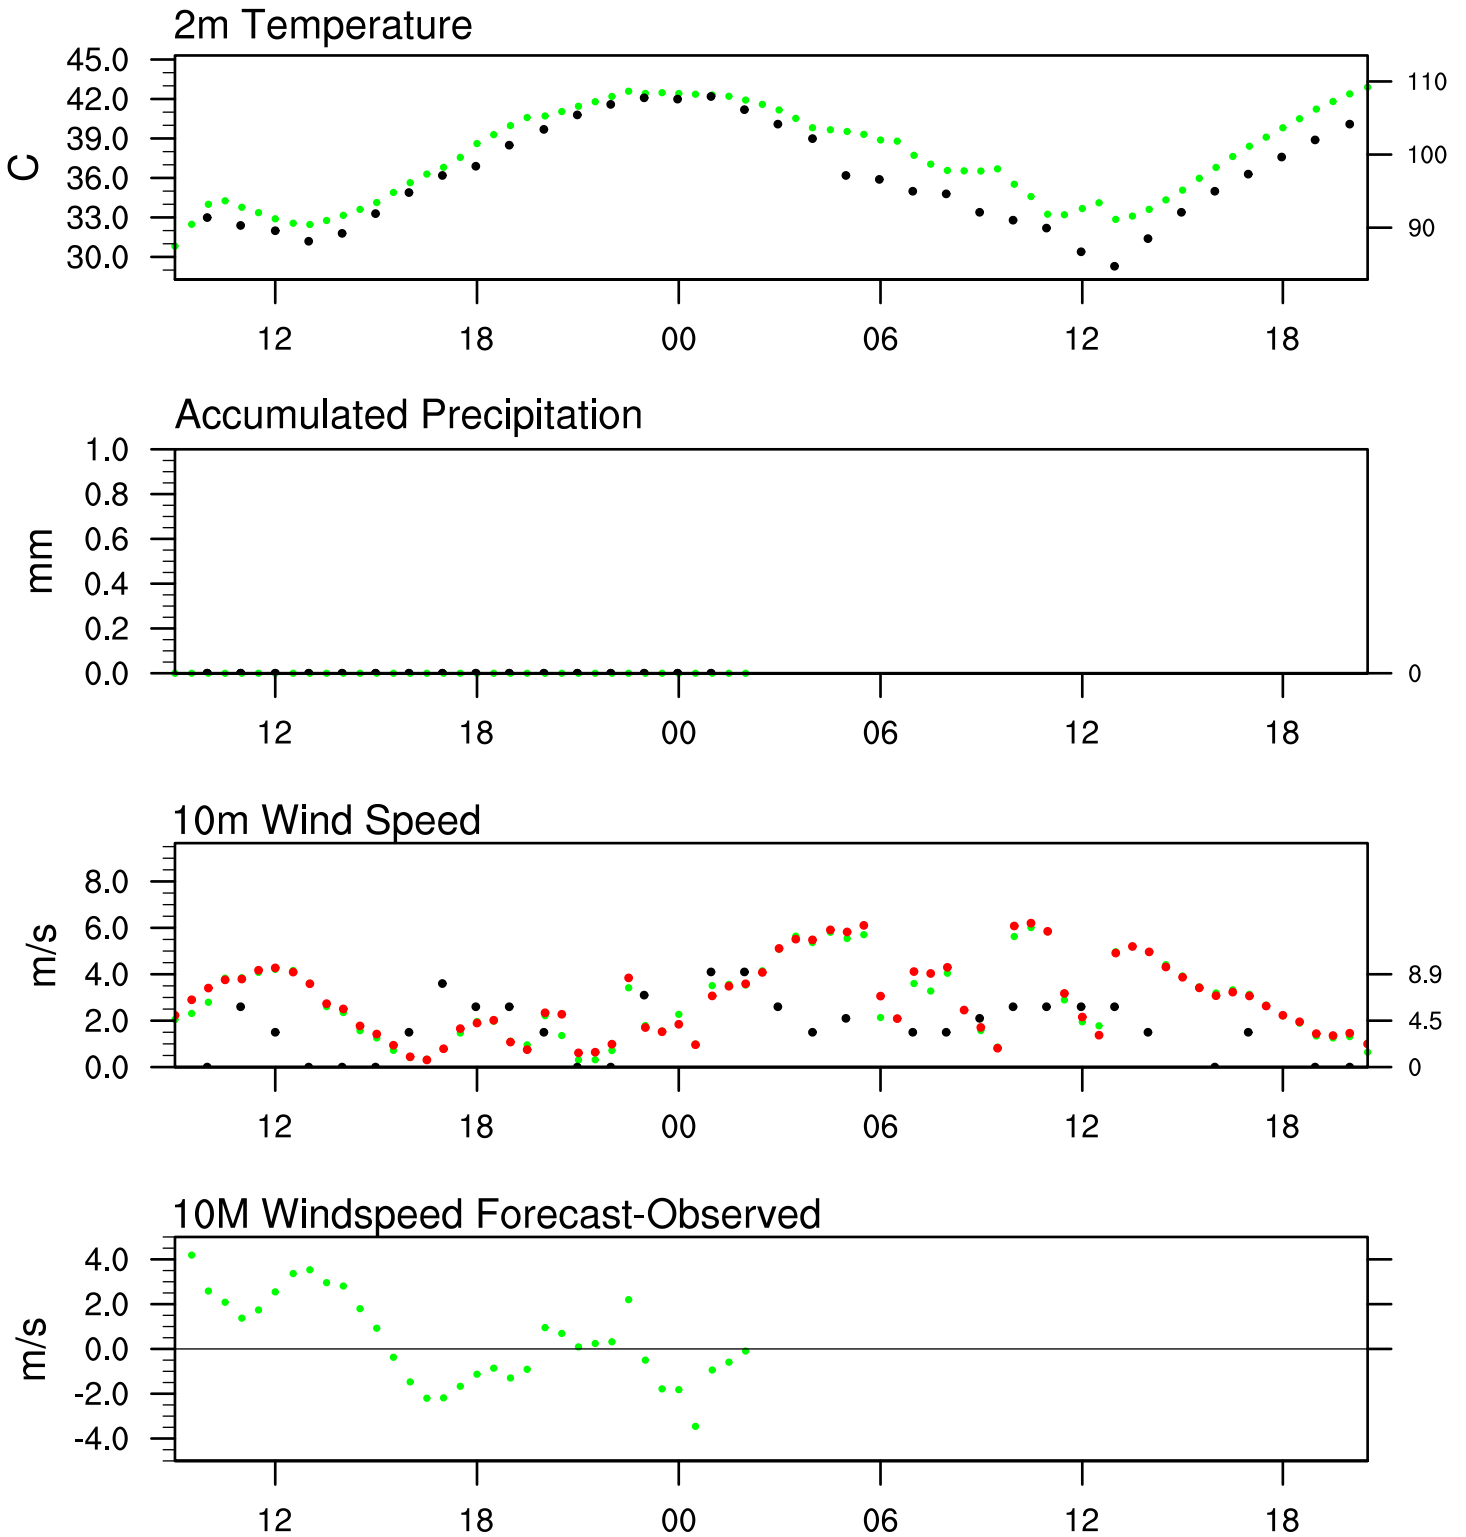 2m Temperature
45.0
42.0
39.0
36.0
33.0
30.0
C
110
100
90
12 18 00 06 12 18
Accumulated Precipitation
1.0
0.8
0.6
0.4
0.2
0.0
mm
0
12 18 00 06 12 18
10m Wind Speed
8.0
6.0
4.0
2.0
0.0
m/s
8.9
4.5
0
12 18 00 06 12 18
10M Windspeed Forecast-Observed
4.0
2.0
0.0
-2.0
-4.0
m/s
12 18 00 06 12 18